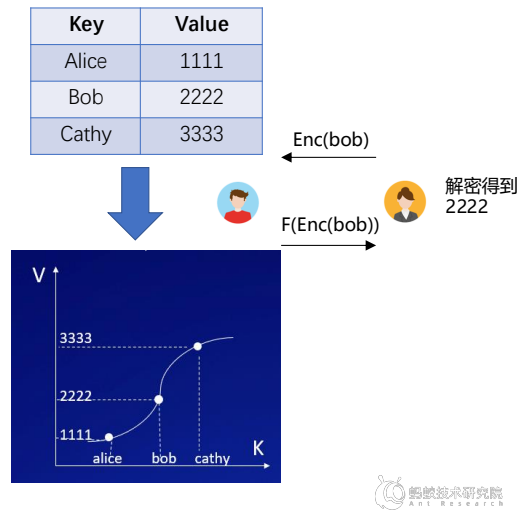 Key Value
Alice 1111
Bob 2222
Cathy 3333
Enc(bob)
解密得到
2222
F(Enc(bob))
V
3333
2222
1111
K
alice bob cathy
蚂蚁技术研究院
Ant Research